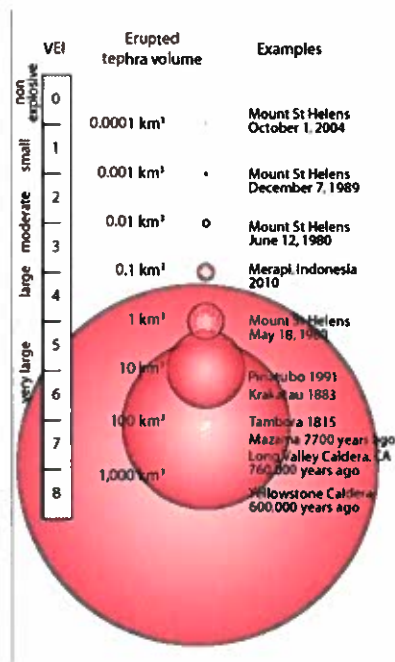 VEI
Erupted
tephra volume
Examples
non
explosive
small
moderate
large
very large
0
1
2
3
4
5
6
7
8
0.0001 km³
0.001 km³
0.01 km³
0.1 km³
1 km³
10 km³
100 km³
1,000 km³
Mount St Helens
October 1, 2004
Mount St Helens
December 7, 1989
Mount St Helens
June 12, 1980
Merapi, Indonesia
2010
Mount St Helens
May 18, 1980
Pinatubo 1991
Krakatau 1883
Tambora 1815
Mazama 7700 years ago
Long Valley Caldera, CA
760,000 years ago
Yellowstone Caldera
600,000 years ago